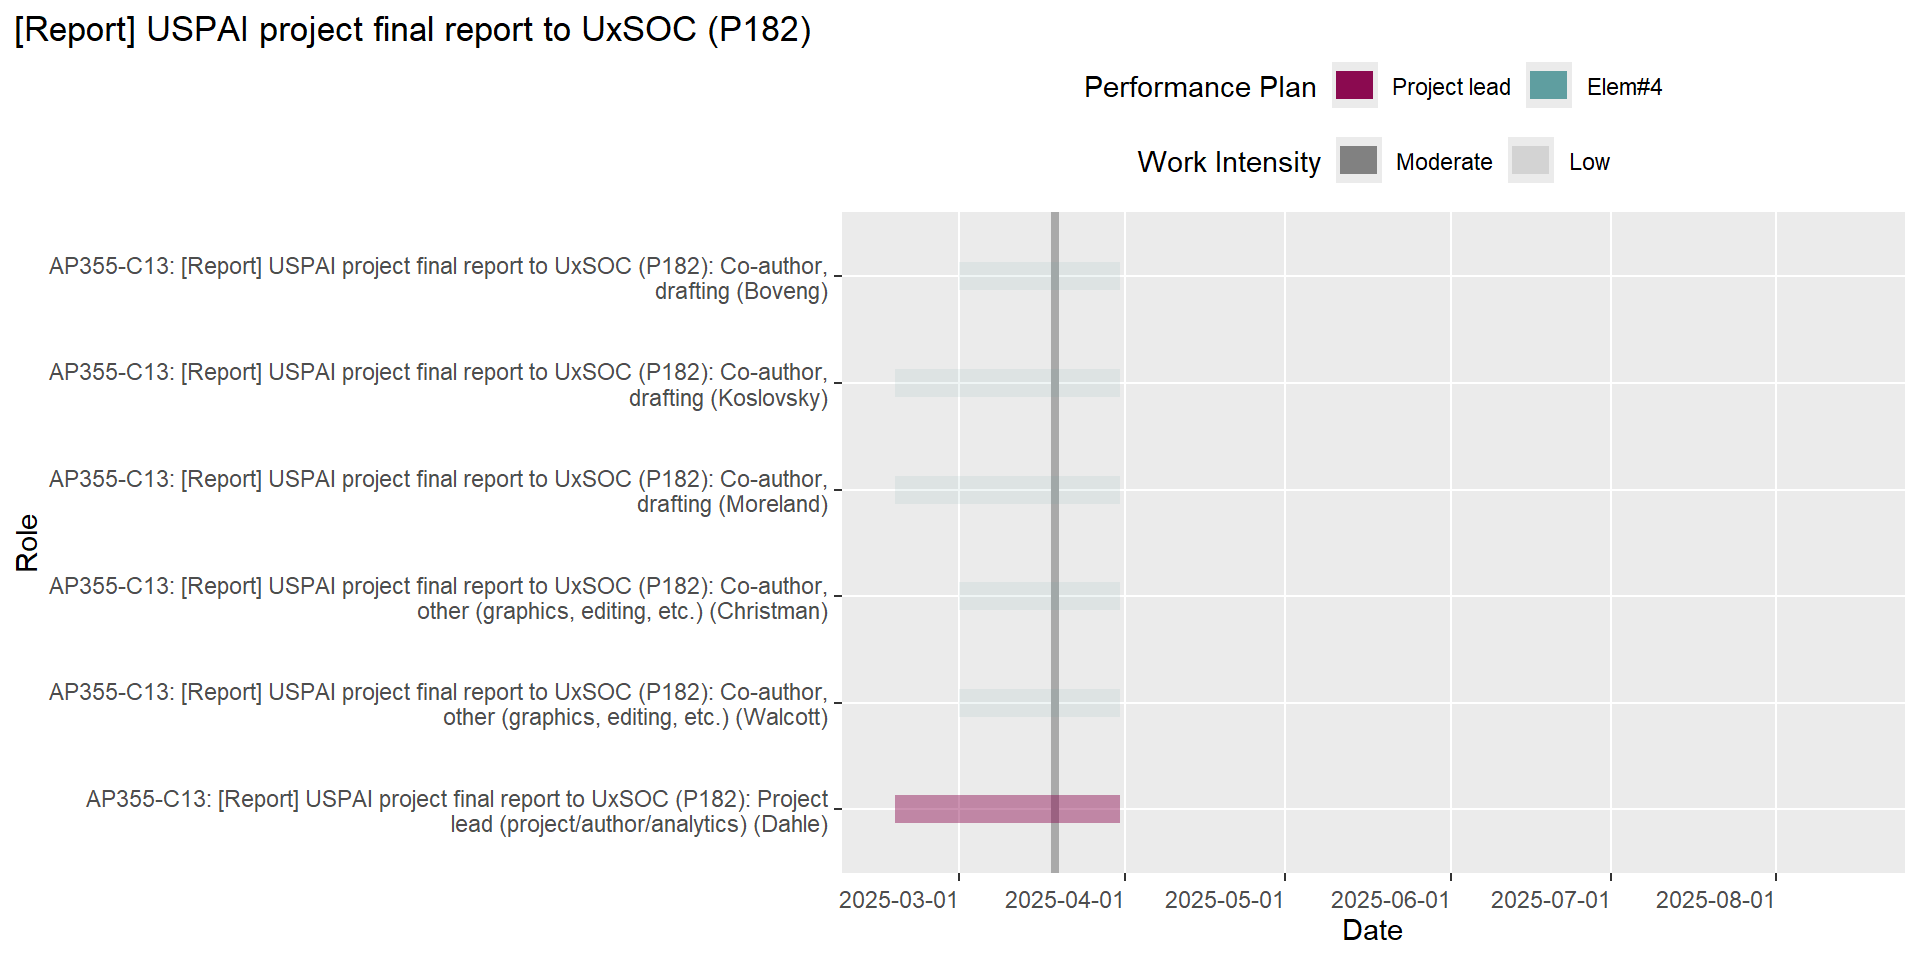 [Report] USPAI project final report to UxSOC (P182)
Performance Plan Project lead Elem#4
Work Intensity Moderate Low
AP355-C13: [Report] USPAI project final report to UxSOC (P182): Co-author,
drafting (Boveng)
AP355-C13: [Report] USPAI project final report to UxSOC (P182): Co-author,
drafting (Koslovsky)
AP355-C13: [Report] USPAI project final report to UxSOC (P182): Co-author,
drafting (Moreland)
AP355-C13: [Report] USPAI project final report to UxSOC (P182): Co-author,
other (graphics, editing, etc.) (Christman)
AP355-C13: [Report] USPAI project final report to UxSOC (P182): Co-author,
other (graphics, editing, etc.) (Walcott)
AP355-C13: [Report] USPAI project final report to UxSOC (P182): Project
lead (project/author/analytics) (Dahle)
Role
2025-03-01 2025-04-01 2025-05-01 2025-06-01 2025-07-01 2025-08-01
Date